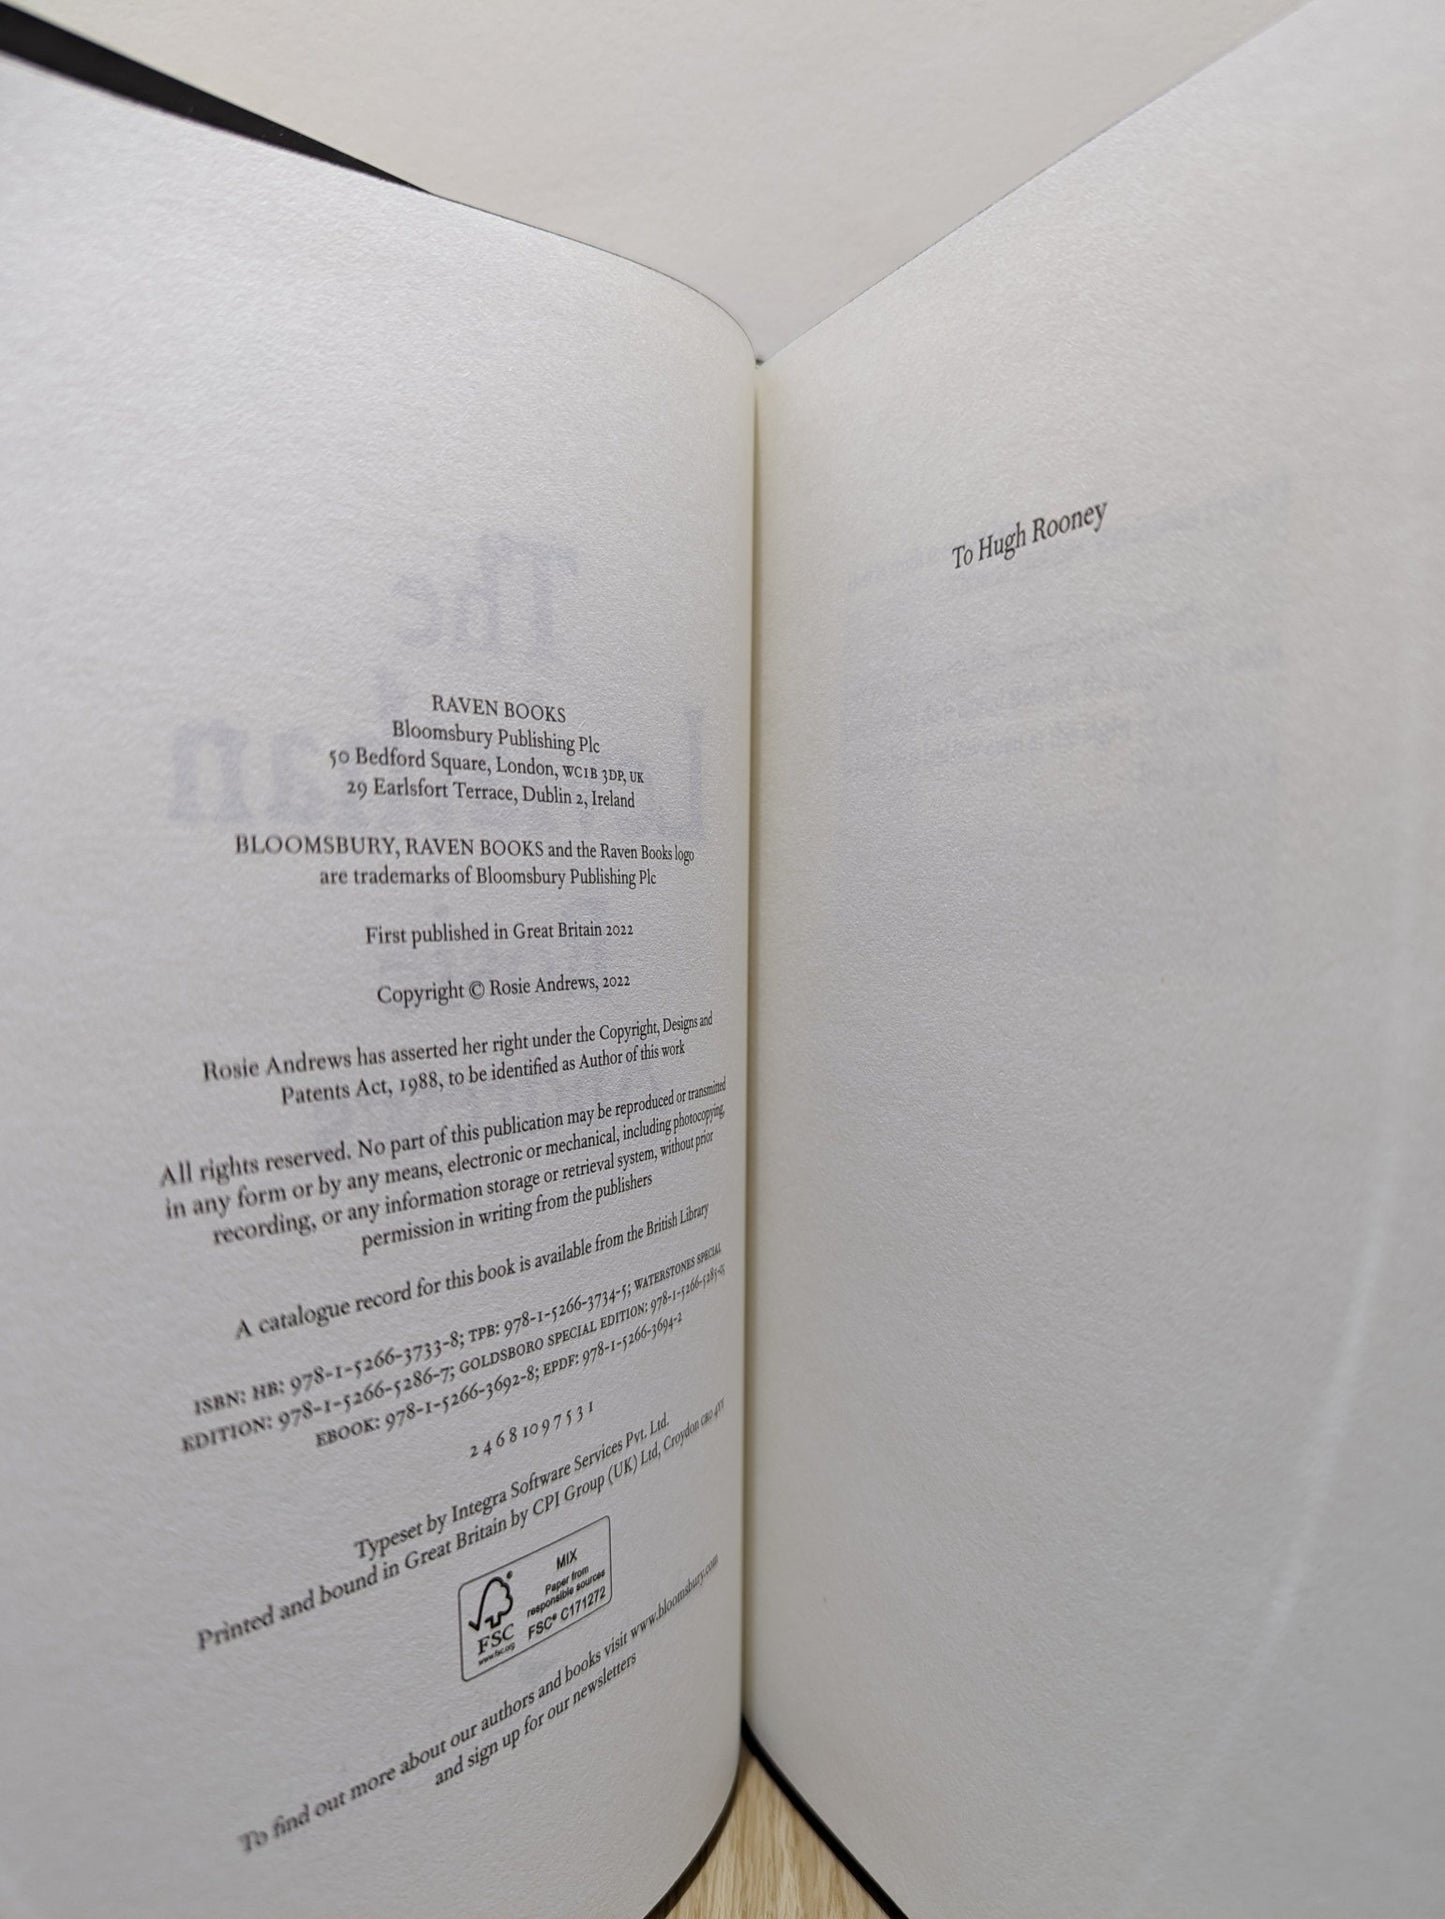 RAVEN BOOKS
Bloomsbury Publishing Plc
50 Bedford Square, London, WC1B 3DP, UK
29 Earlsfort Terrace, Dublin 2, Ireland
BLOOMSBURY, RAVEN BOOKS and the Raven Books logo
are trademarks of Bloomsbury Publishing Plc
First published in Great Britain 2022
Copyright © Rosie Andrews, 2022
Rosie Andrews has asserted her right under the Copyright, Designs and
Patents Act, 1988, to be identified as Author of this work
All rights reserved. No part of this publication may be reproduced or transmitted
in any form or by any means, electronic or mechanical, including photocopying,
recording, or any information storage or retrieval system, without prior
permission in writing from the publishers
A catalogue record for this book is available from the British Library
ISBN: HB: 978-1-5266-3733-8; TPB: 978-1-5266-3734-5; WATERSTONES SPECIAL
EDITION: 978-1-5266-5286-7; GOLDSBORO SPECIAL EDITION:
EBOOK: 978-1-5266-3692-8; EPDF: 978-1-5266-3694-2
2 4 6 8 10 9 7 5 3 1
Typeset by Integra Software Services Pvt. Ltd.
Printed and bound in Great Britain by CPI Group (UK) Ltd, Croydon CR0 4YY
FSC
www.fsc.org
MIX
Paper from
responsible sources
FSC® C171272
To find out more about our authors and books visit www.bloomsbury.com
and sign up for our newsletters
To Hugh Rooney